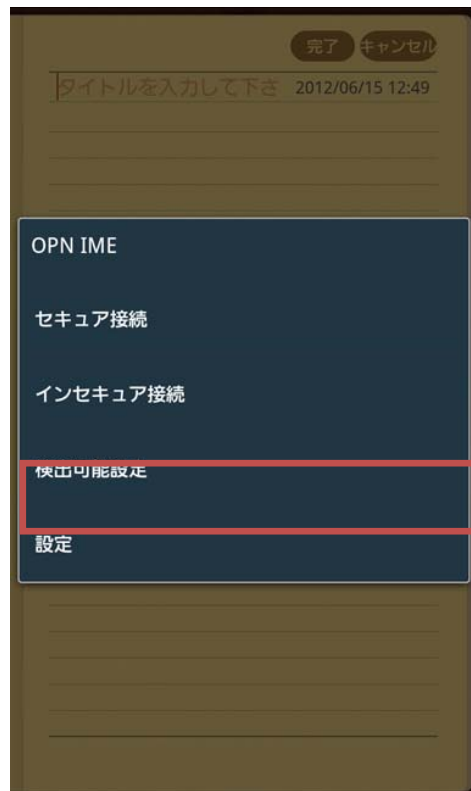 完了 キャンセル
タイトルを入力して下さ 2012/06/15 12:49
OPN IME
セキュア接続
インセキュア接続
検出可能設定
設定